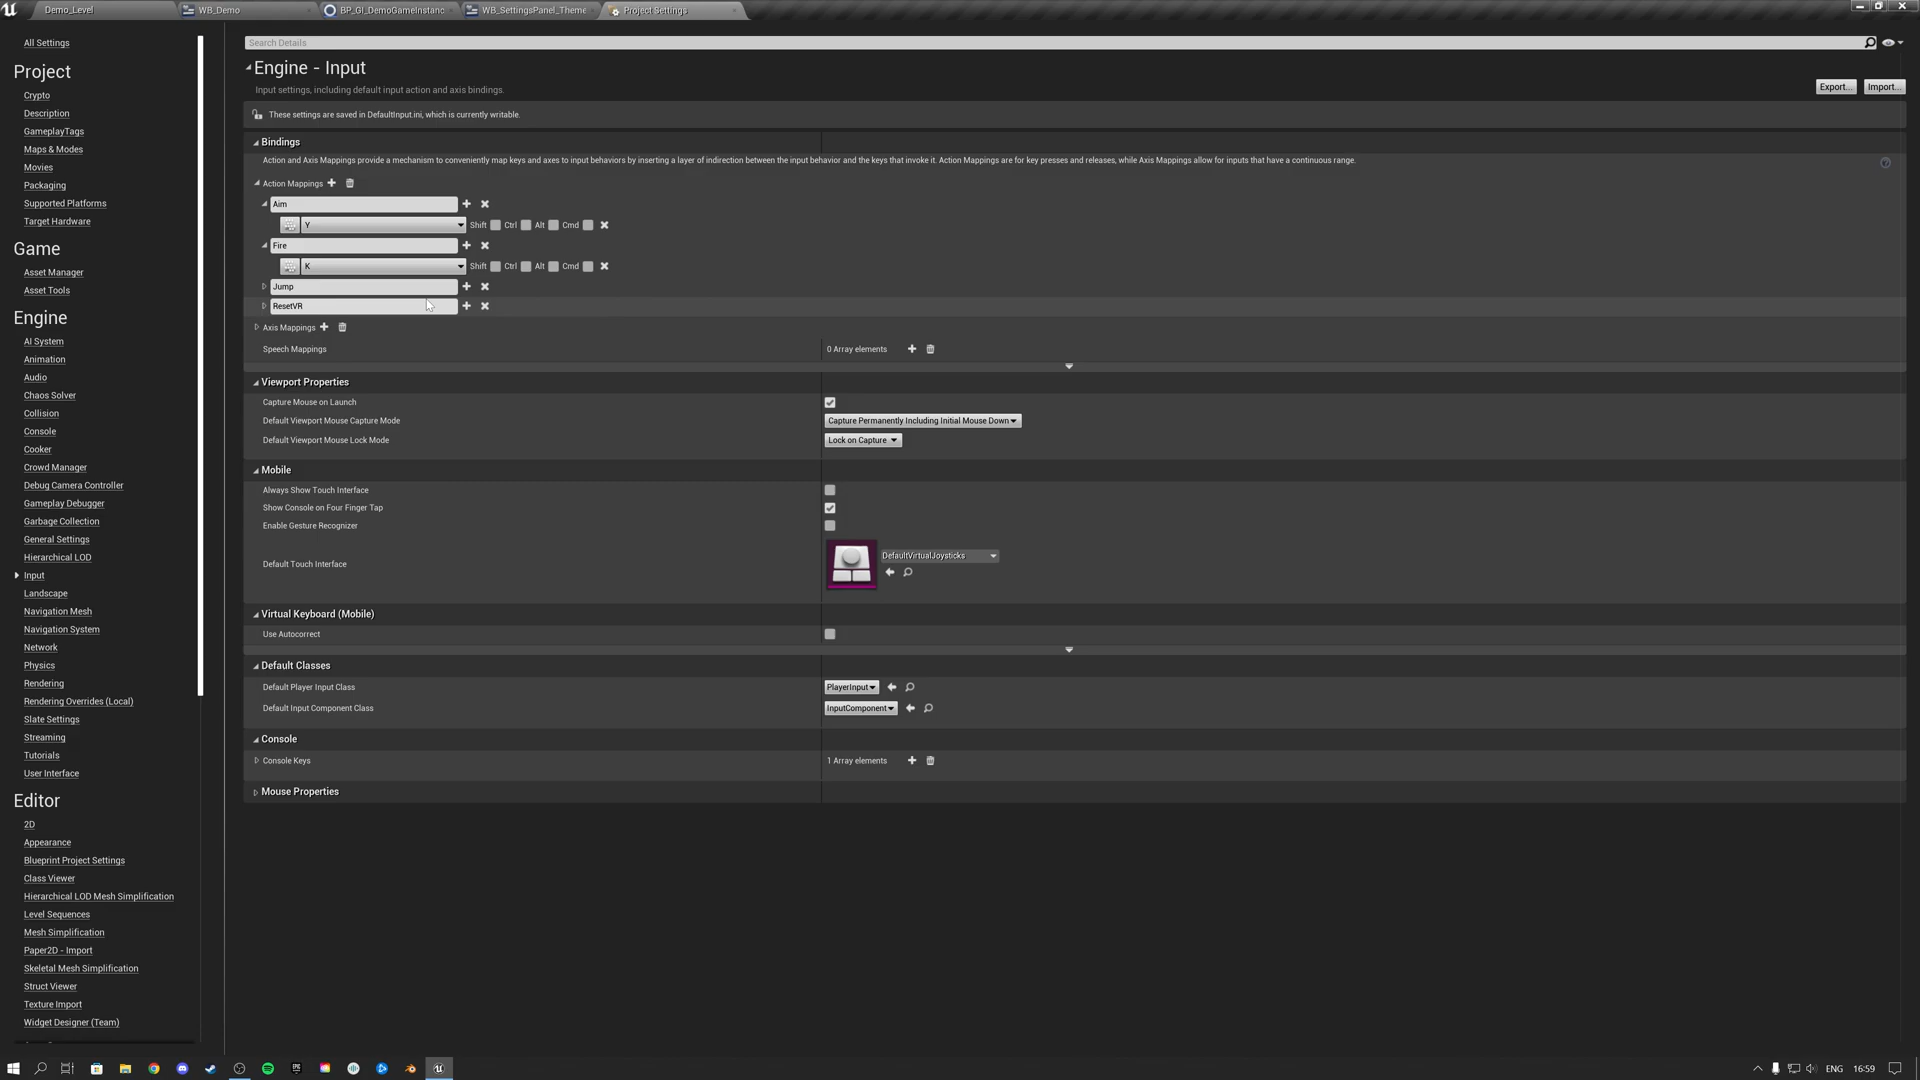 Demo_Level
WB_Demo
BP_GI_DemoGameInstanc
WB_SettingsPanel_Theme
Project Settings
All Settings
Project
Crypto
Description
GameplayTags
Maps & Modes
Movies
Packaging
Supported Platforms
Target Hardware
Game
Asset Manager
Asset Tools
Engine
AI System
Animation
Audio
Chaos Solver
Collision
Console
Cooker
Crowd Manager
Debug Camera Controller
Gameplay Debugger
Garbage Collection
General Settings
Hierarchical LOD
Input
Landscape
Navigation Mesh
Navigation System
Network
Physics
Rendering
Rendering Overrides (Local)
Slate Settings
Streaming
Tutorials
User Interface
Editor
2D
Appearance
Blueprint Project Settings
Class Viewer
Hierarchical LOD Mesh Simplification
Level Sequences
Mesh Simplification
Paper2D - Import
Skeletal Mesh Simplification
Struct Viewer
Texture Import
Widget Designer (Team)
Search Details
Engine - Input
Input settings, including default input action and axis bindings.
Export...
Import...
These settings are saved in DefaultInput.ini, which is currently writable.
Bindings
Action and Axis Mappings provide a mechanism to conveniently map keys and axes to input behaviors by inserting a layer of indirection between the input behavior and the keys that invoke it. Action Mappings are for key presses and releases, while Axis Mappings allow for inputs that have a continuous range.
Action Mappings
Aim
Y Shift Ctrl Alt Cmd
Fire
K Shift Ctrl Alt Cmd
Jump
ResetVR
Axis Mappings
Speech Mappings 0 Array elements
Viewport Properties
Capture Mouse on Launch
Default Viewport Mouse Capture Mode Capture Permanently Including Initial Mouse Down
Default Viewport Mouse Lock Mode Lock on Capture
Mobile
Always Show Touch Interface
Show Console on Four Finger Tap
Enable Gesture Recognizer
Default Touch Interface DefaultVirtualJoysticks
Virtual Keyboard (Mobile)
Use Autocorrect
Default Classes
Default Player Input Class PlayerInput
Default Input Component Class InputComponent
Console
Console Keys 1 Array elements
Mouse Properties
ENG 16:59